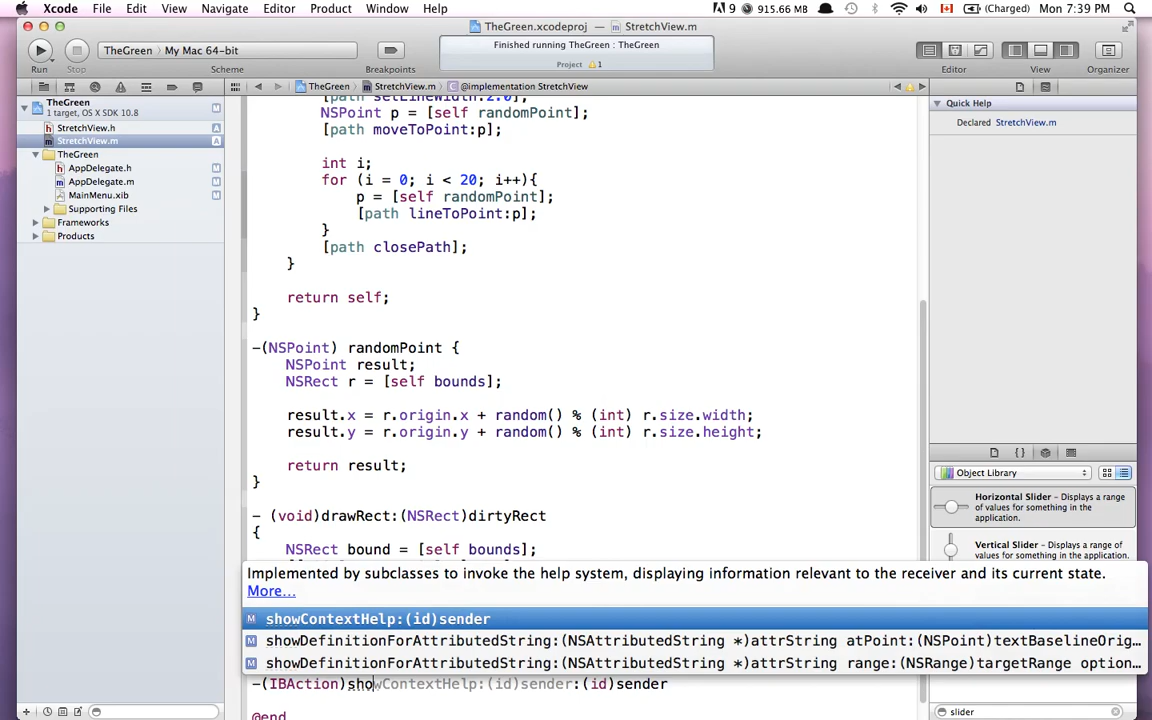 Xcode File Edit View Navigate Editor Product Window Help 9 915.66 MB (Charged) Mon 7:39 PM
TheGreen.xcodeproj — StretchView.m
TheGreen My Mac 64-bit
Finished running TheGreen : TheGreen
Project 1
Run Stop Scheme Breakpoints Editor View Organizer
TheGreen StretchView.m @implementation StretchView
TheGreen
1 target, OS X SDK 10.8
StretchView.h
StretchView.m
TheGreen
AppDelegate.h
AppDelegate.m
MainMenu.xib
Supporting Files
Frameworks
Products
[path setLineWidth:2.0];
NSPoint p = [self randomPoint];
[path moveToPoint:p];
int i;
for (i = 0; i < 20; i++){
p = [self randomPoint];
[path lineToPoint:p];
}
[path closePath];
}
return self;
}
-(NSPoint) randomPoint {
NSPoint result;
NSRect r = [self bounds];
result.x = r.origin.x + random() % (int) r.size.width;
result.y = r.origin.y + random() % (int) r.size.height;
return result;
}
- (void)drawRect:(NSRect)dirtyRect
{
NSRect bound = [self bounds];
Implemented by subclasses to invoke the help system, displaying information relevant to the receiver and its current state.
More...
M showContextHelp:(id)sender
M showDefinitionForAttributedString:(NSAttributedString *)attrString atPoint:(NSPoint)textBaselineOrig...
M showDefinitionForAttributedString:(NSAttributedString *)attrString range:(NSRange)targetRange option...
-(IBAction)showContextHelp:(id)sender:(id)sender
@end
Quick Help
Declared StretchView.m
Object Library
Horizontal Slider – Displays a range
of values for something in the
application.
Vertical Slider – Displays a range
of values for something in the
slider